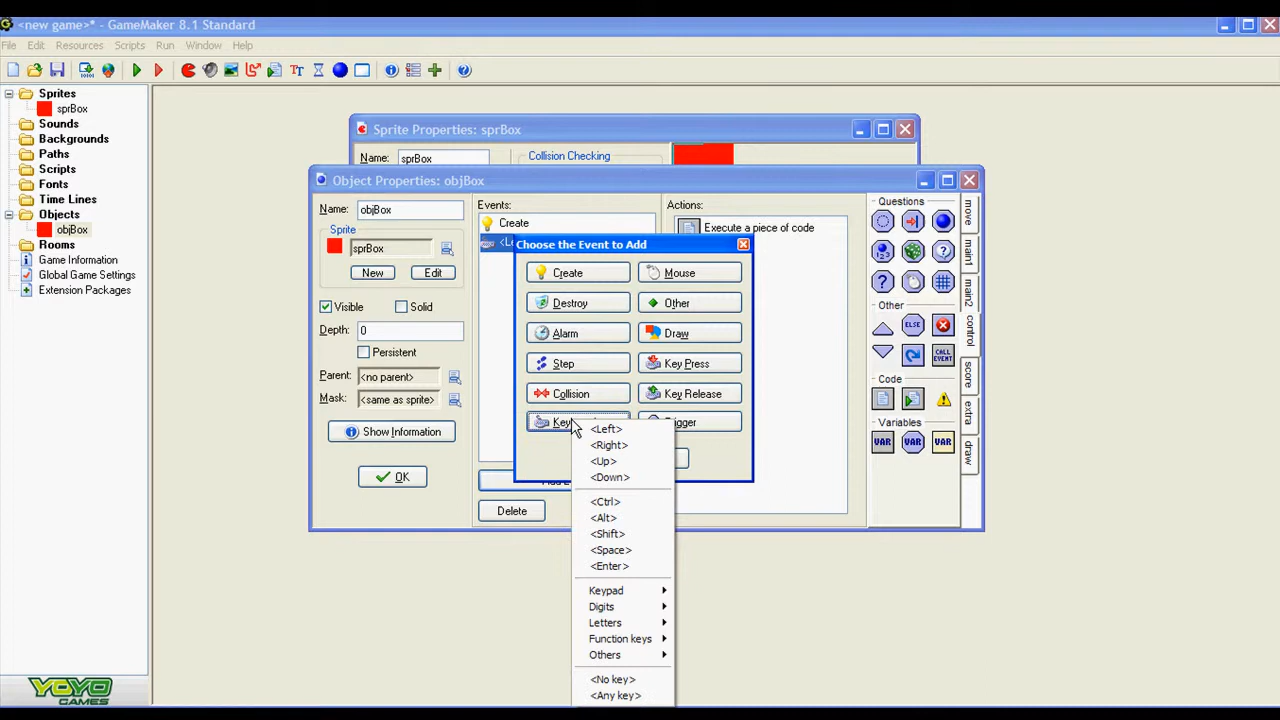 <new game>* - GameMaker 8.1 Standard
File Edit Resources Scripts Run Window Help
Sprites
sprBox
Sounds
Backgrounds
Paths
Scripts
Fonts
Time Lines
Objects
objBox
Rooms
Game Information
Global Game Settings
Extension Packages
YOYO
GAMES
Sprite Properties: sprBox
Name: sprBox
Collision Checking
Object Properties: objBox
Name: objBox
Sprite
sprBox
New Edit
Visible Solid
Depth: 0
Persistent
Parent: <no parent>
Mask: <same as sprite>
Show Information
OK
Events:
Create
Delete
Actions:
Execute a piece of code
Choose the Event to Add
Create Mouse
Destroy Other
Alarm Draw
Step Key Press
Collision Key Release
<Left>
<Right>
<Up>
<Down>
<Ctrl>
<Alt>
<Shift>
<Space>
<Enter>
Keypad
Digits
Letters
Function keys
Others
<No key>
<Any key>
Questions
Other
ELSE
CALL
EVENT
Code
Variables
VAR VAR VAR
move
main1
main2
control
score
extra
draw